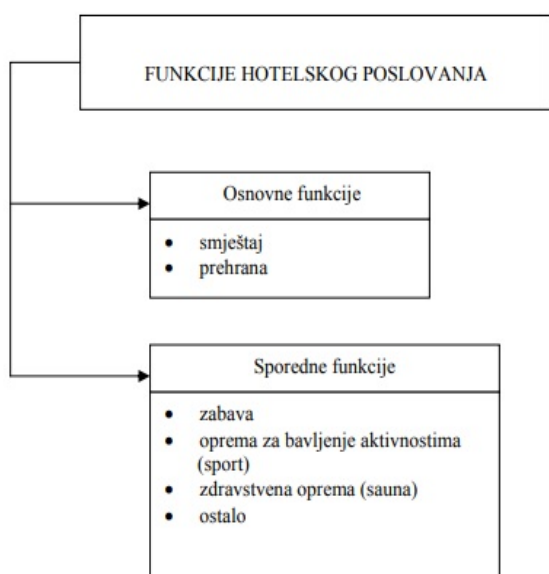 FUNKCIJE HOTELSKOG POSLOVANJA
Osnovne funkcije
• smještaj
• prehrana
Sporedne funkcije
• zabava
• oprema za bavljenje aktivnostima
(sport)
• zdravstvena oprema (sauna)
• ostalo